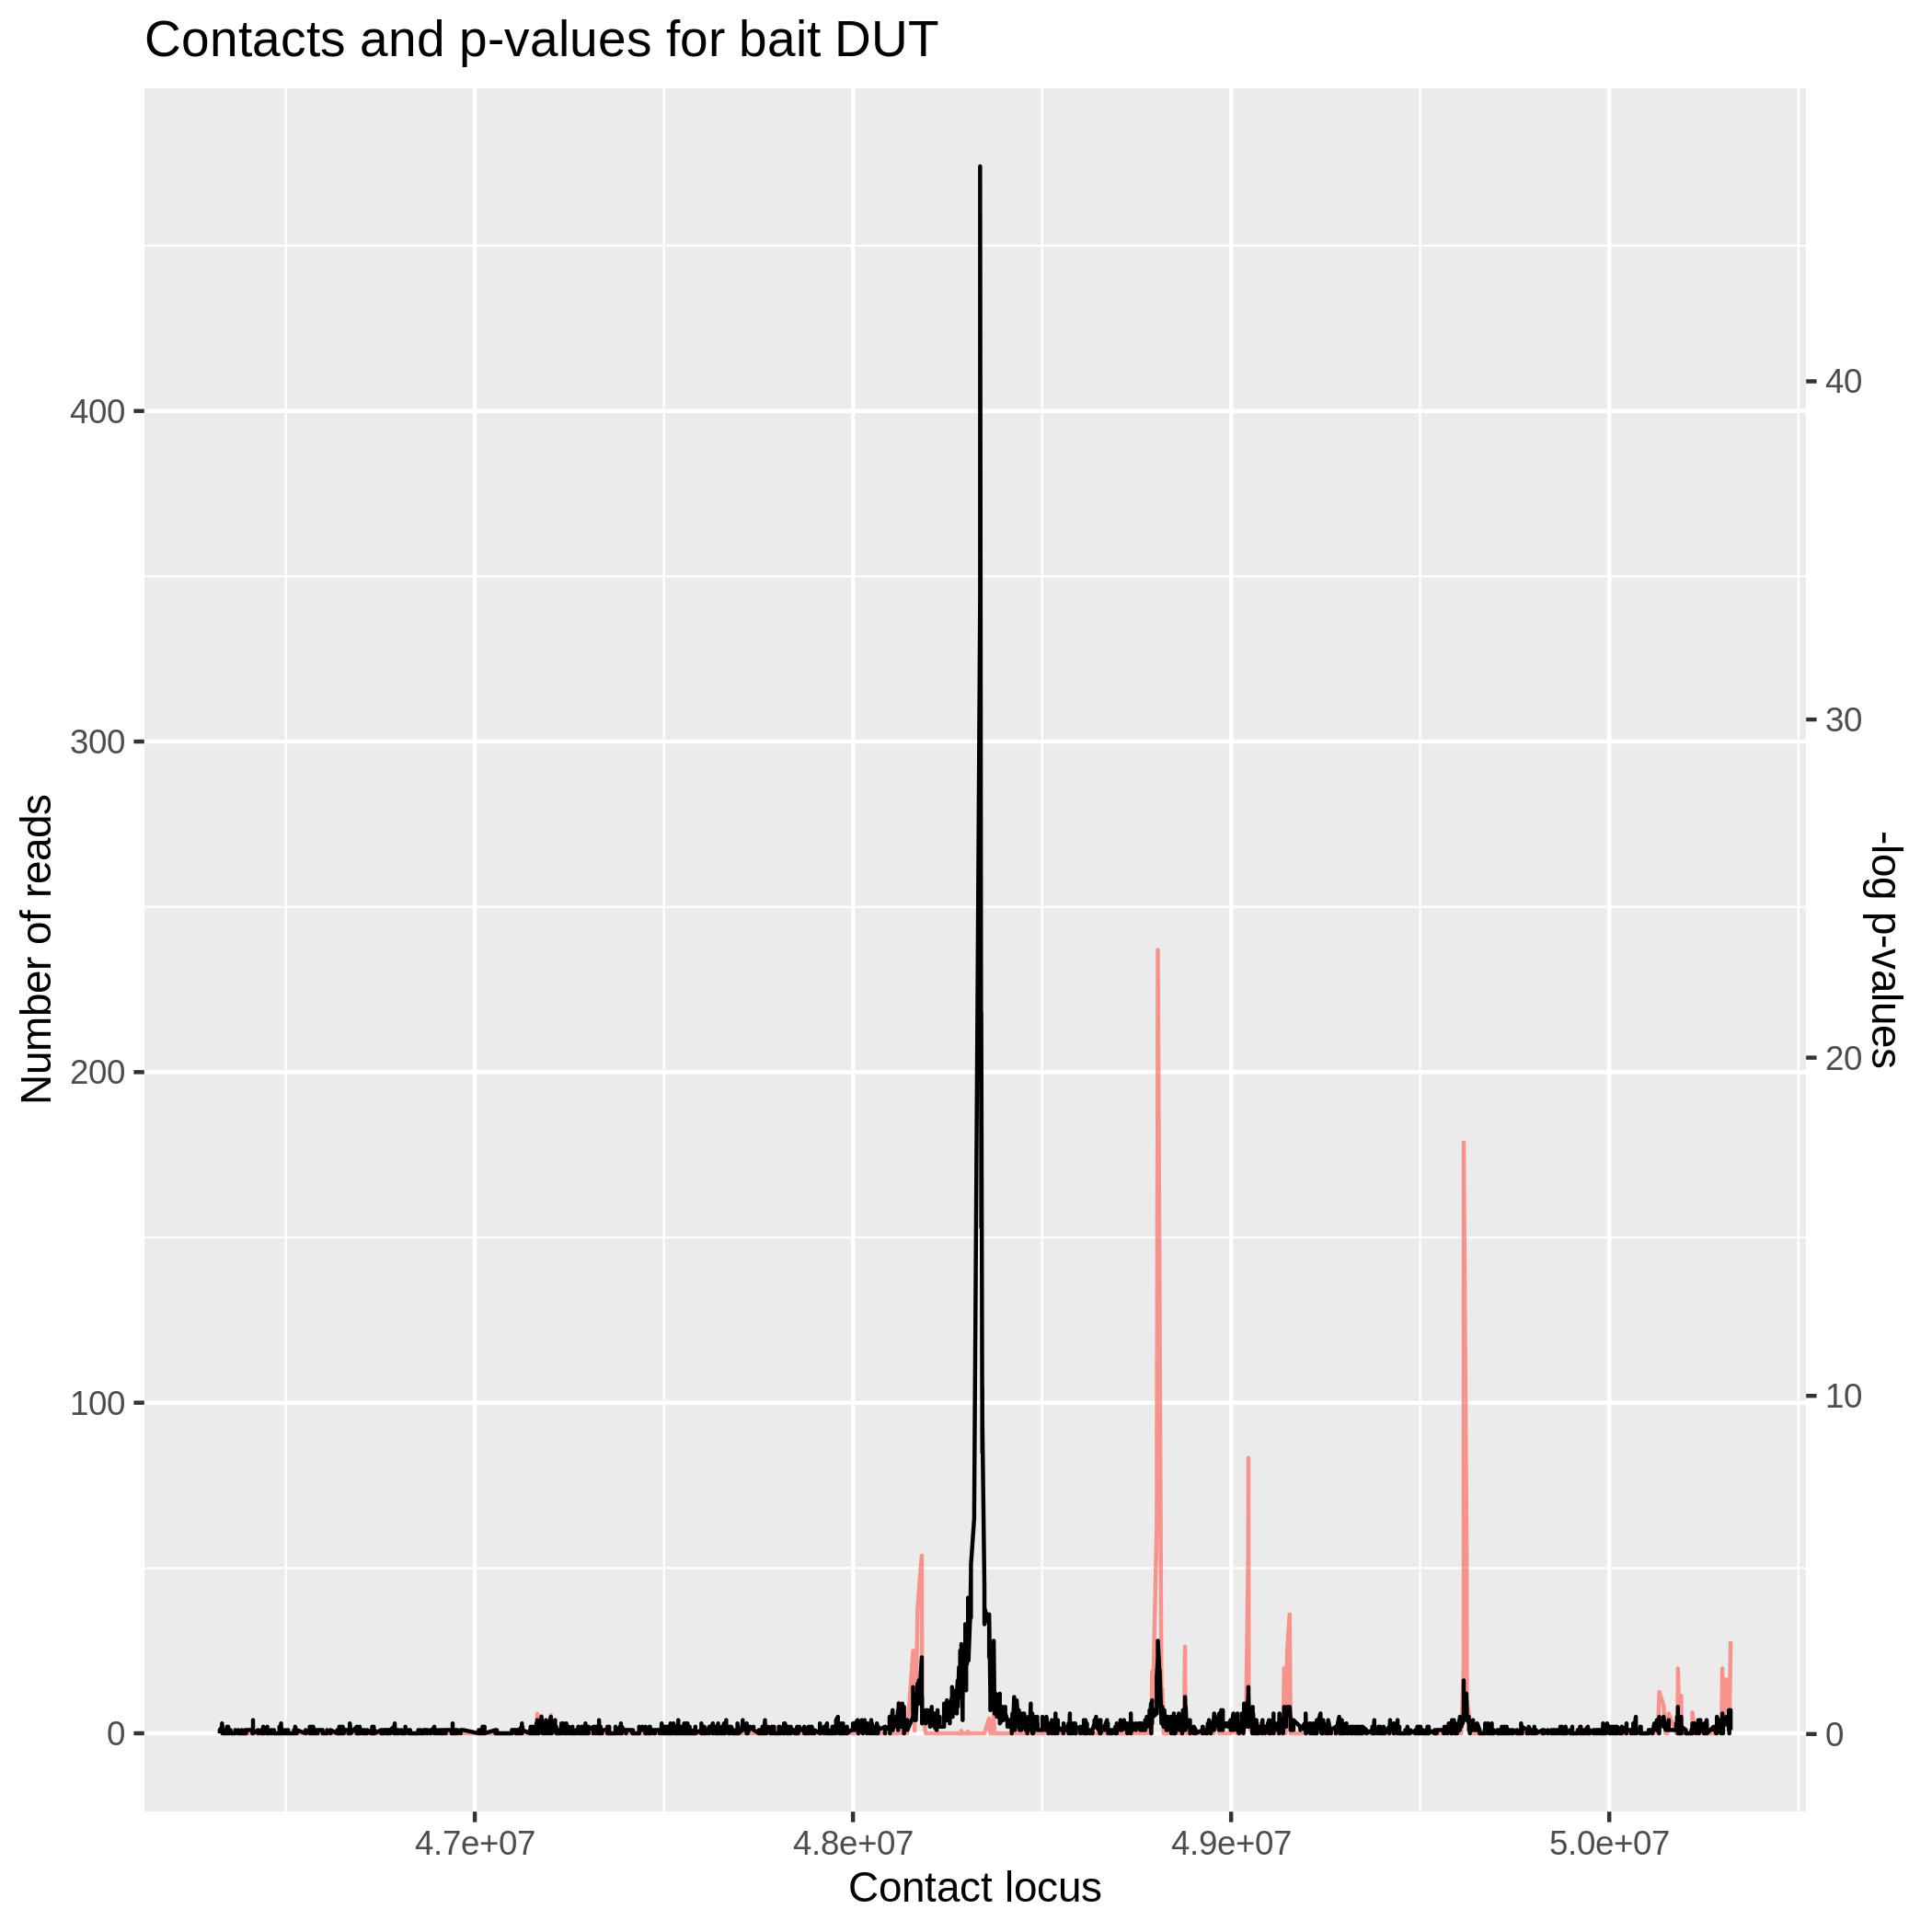 Contacts and p-values for bait DUT
Number of reads
400
300
200
100
0
40
30
20
10
0
-log p-values
4.7e+07 4.8e+07 4.9e+07 5.0e+07
Contact locus